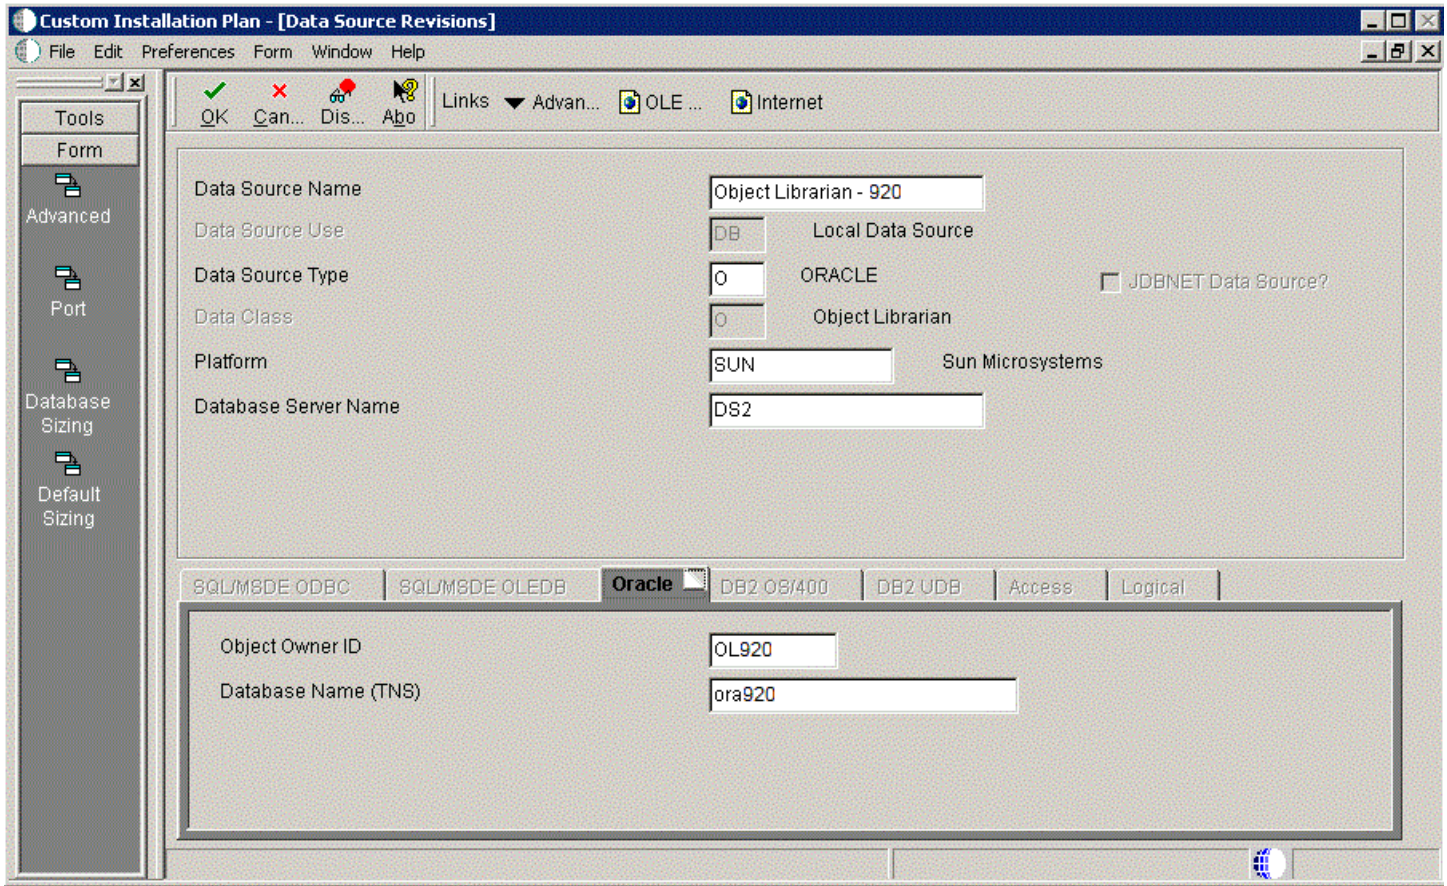 Custom Installation Plan - [Data Source Revisions]
File Edit Preferences Form Window Help
Tools
Form
Advanced
Port
Database
Sizing
Default
Sizing
OK Can... Dis... Abo Links Advan... OLE ... Internet
Data Source Name Object Librarian - 920
Data Source Use DB Local Data Source
Data Source Type O ORACLE JDBNET Data Source?
Data Class O Object Librarian
Platform SUN Sun Microsystems
Database Server Name DS2
SQL/MSDE ODBC SQL/MSDE OLEDB Oracle DB2 OS/400 DB2 UDB Access Logical
Object Owner ID OL920
Database Name (TNS) ora920